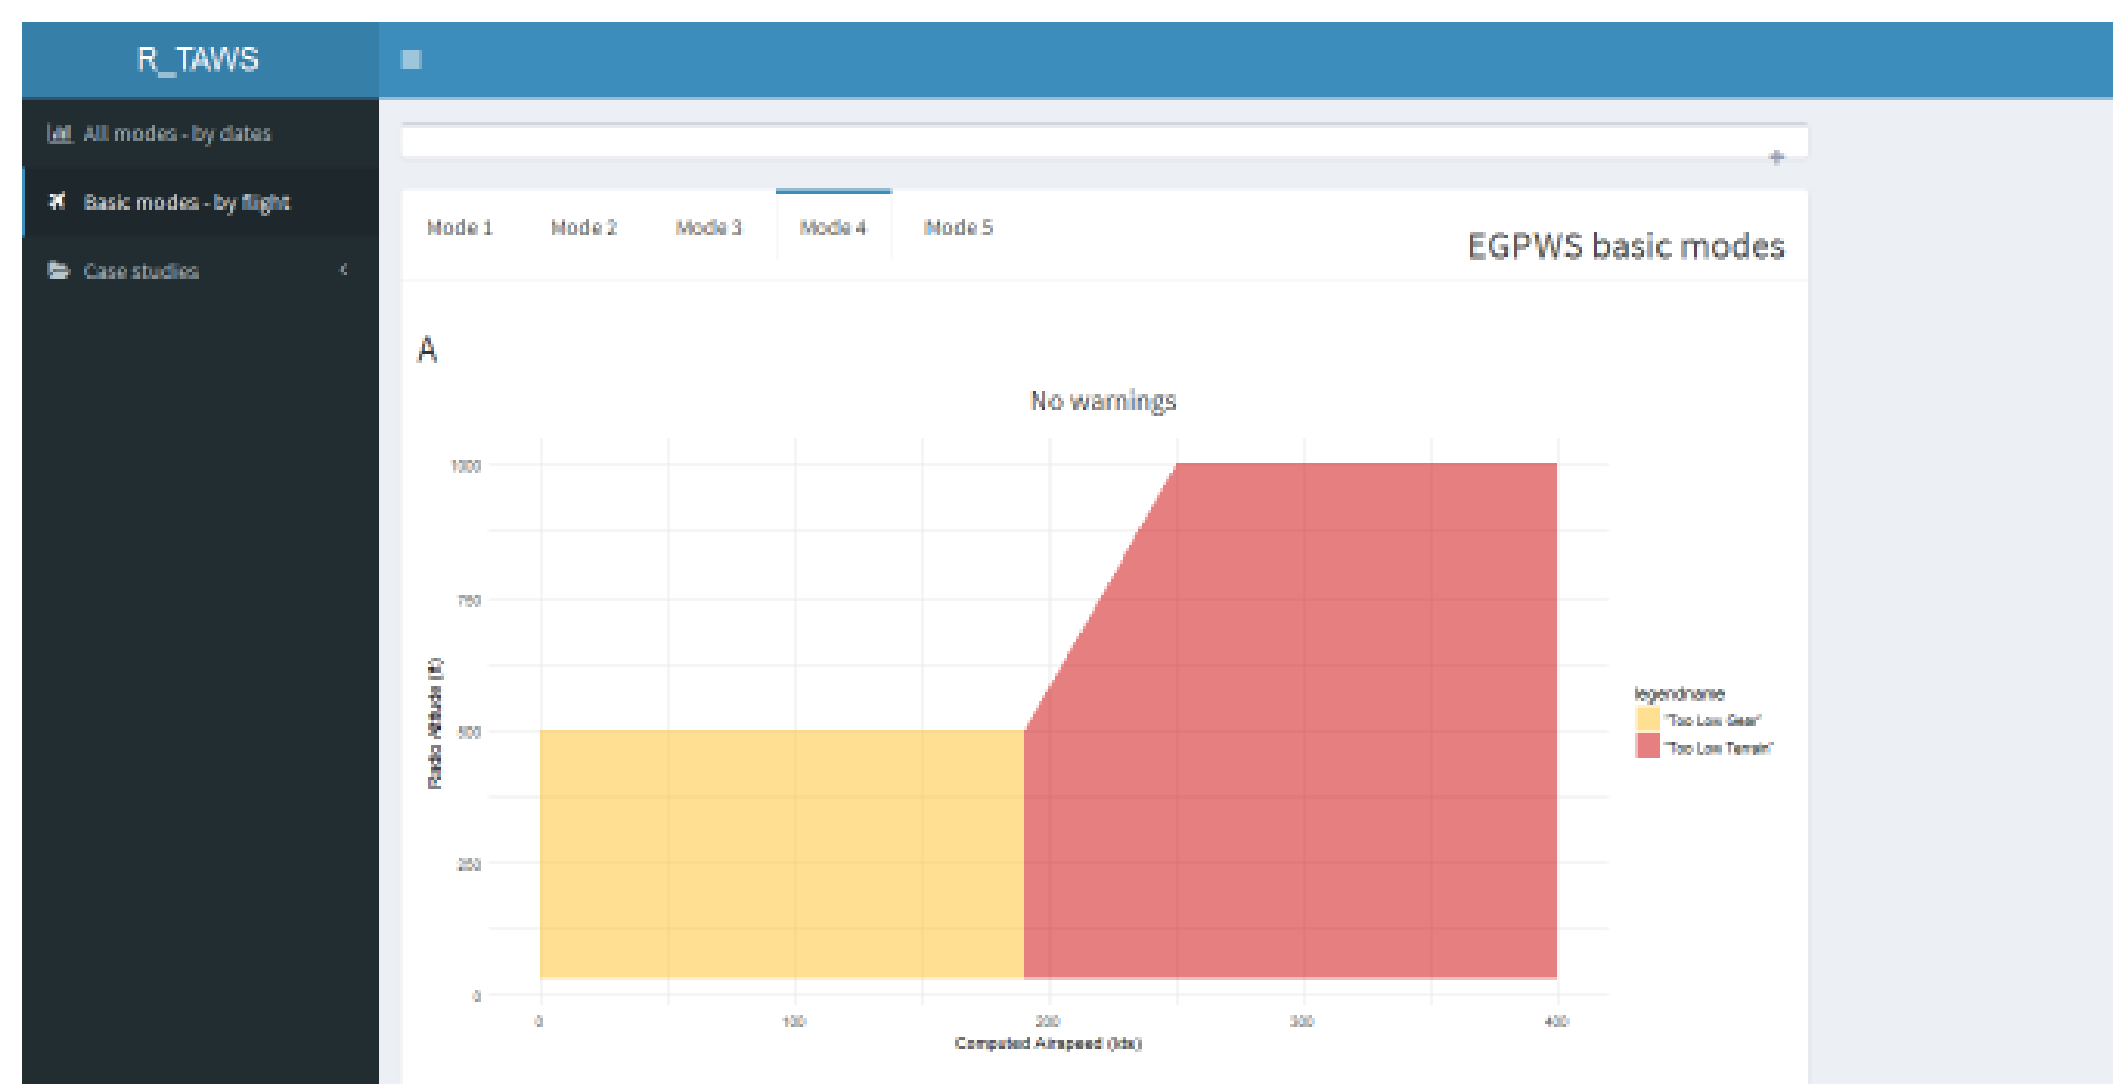 R_TAWS
All modes - by dates
Basic modes - by flight
Case studies
Mode 1
Mode 2
Mode 3
Mode 4
Mode 5
EGPWS basic modes
A
No warnings
1000
750
500
250
0
Radio Altitude (ft)
0
100
200
300
400
Computed Airspeed (kts)
legendname
"Too Low Gear"
"Too Low Terrain"